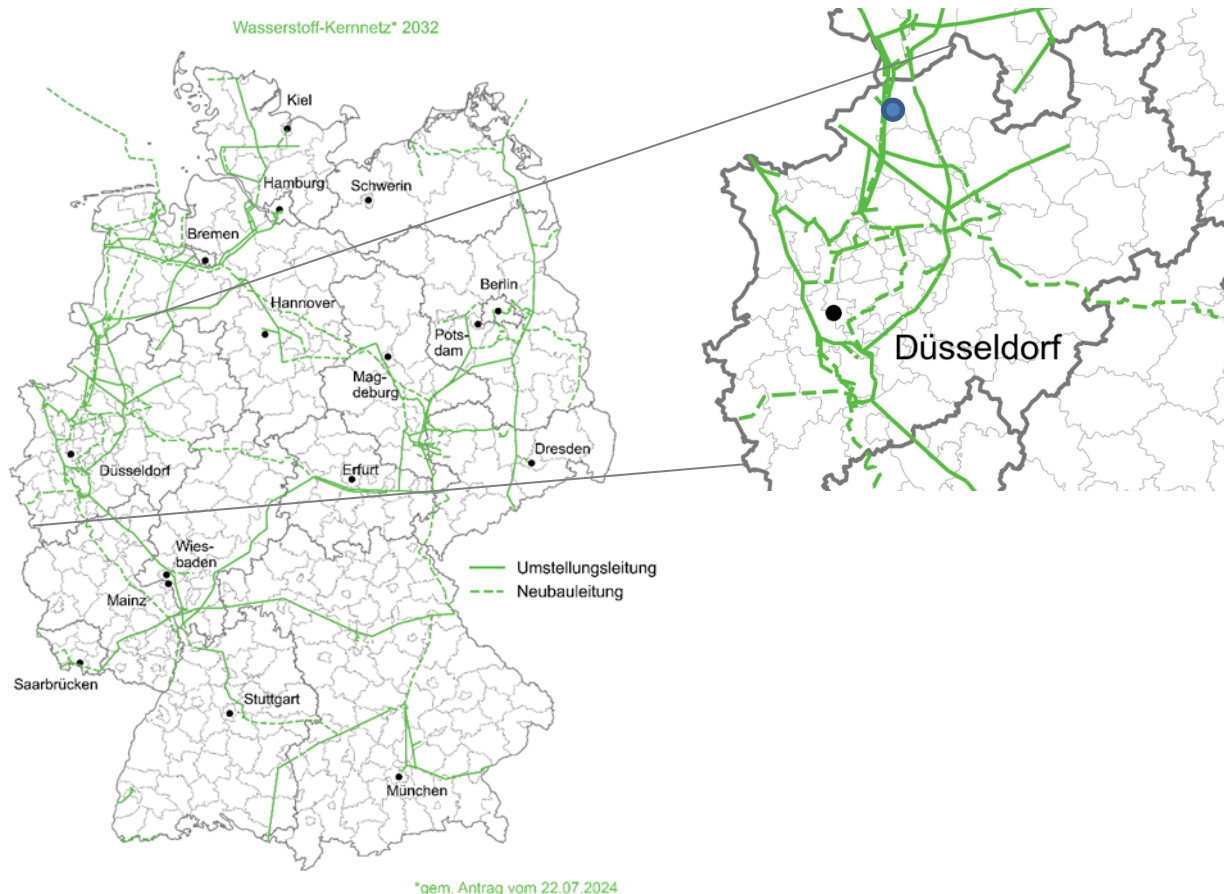 Wasserstoff-Kernnetz* 2032
Kiel
Hamburg
Schwerin
Bremen
Hannover
Berlin
Pots-
dam
Mag-
deburg
Düsseldorf
Erfurt
Dresden
Wies-
baden
Mainz
Saarbrücken
Stuttgart
München
Umstellungsleitung
Neubauleitung
Düsseldorf
*gem. Antrag vom 22.07.2024